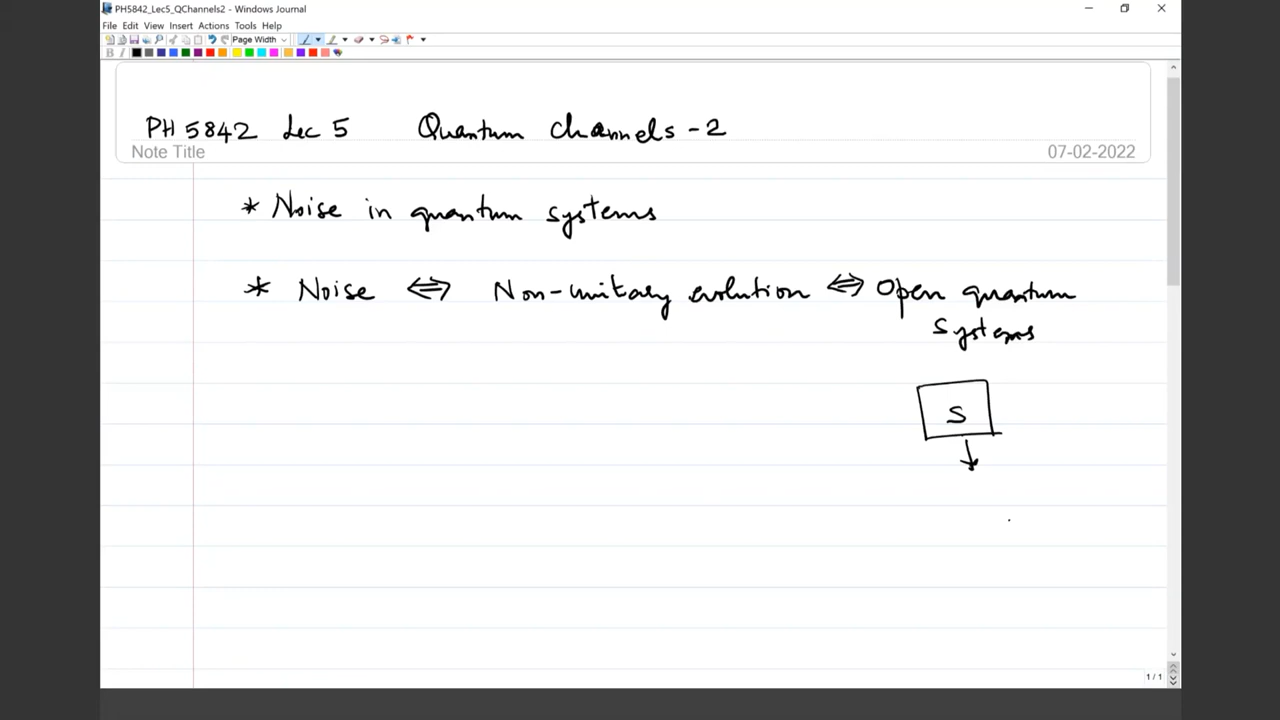 PH5842_Lec5_QChannels2 - Windows Journal
File Edit View Insert Actions Tools Help
Page Width
B I
PH 5842 Lec 5 Quantum Channels - 2
Note Title 07-02-2022
* Noise in quantum systems
* Noise ⇔ Non-unitary evolution ⇔ Open quantum
systems
S
1 / 1